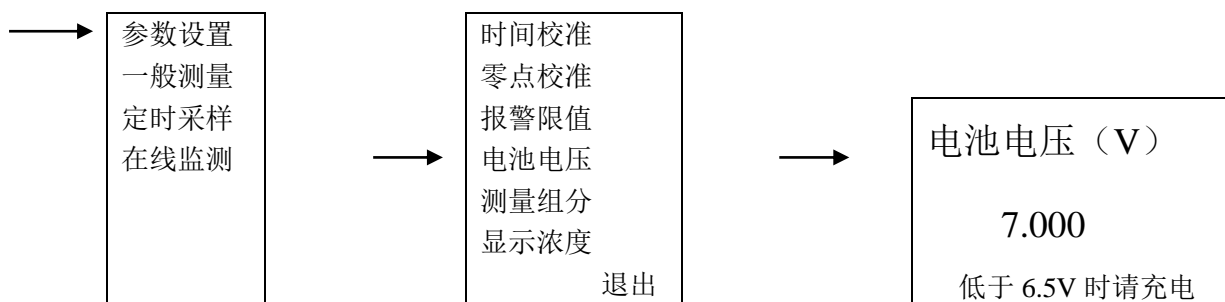 参数设置
一般测量
定时采样
在线监测
时间校准
零点校准
报警限值
电池电压
测量组分
显示浓度
退出
电池电压（V）
7.000
低于 6.5V 时请充电